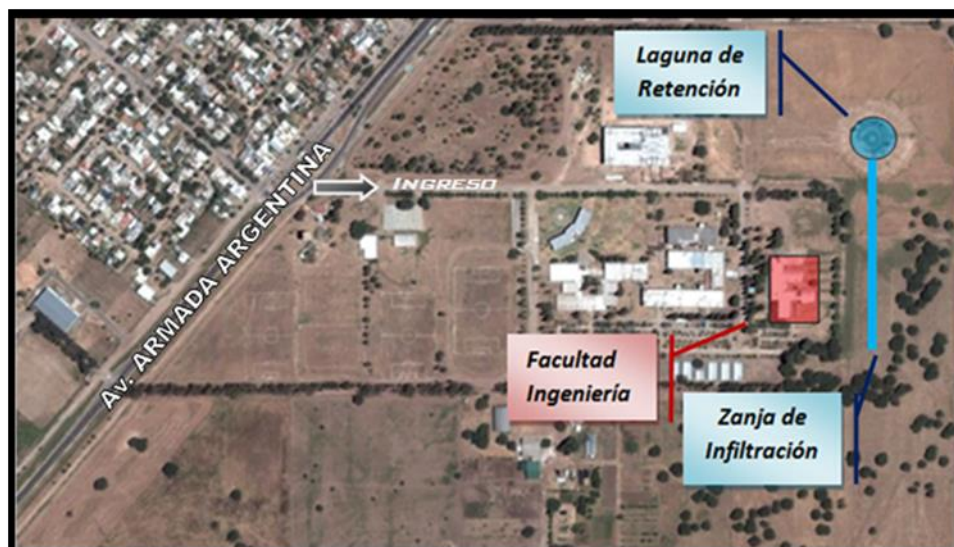 Laguna de
Retención
Av. ARMADA ARGENTINA
INGRESO
Facultad
Ingeniería
Zanja de
Infiltración